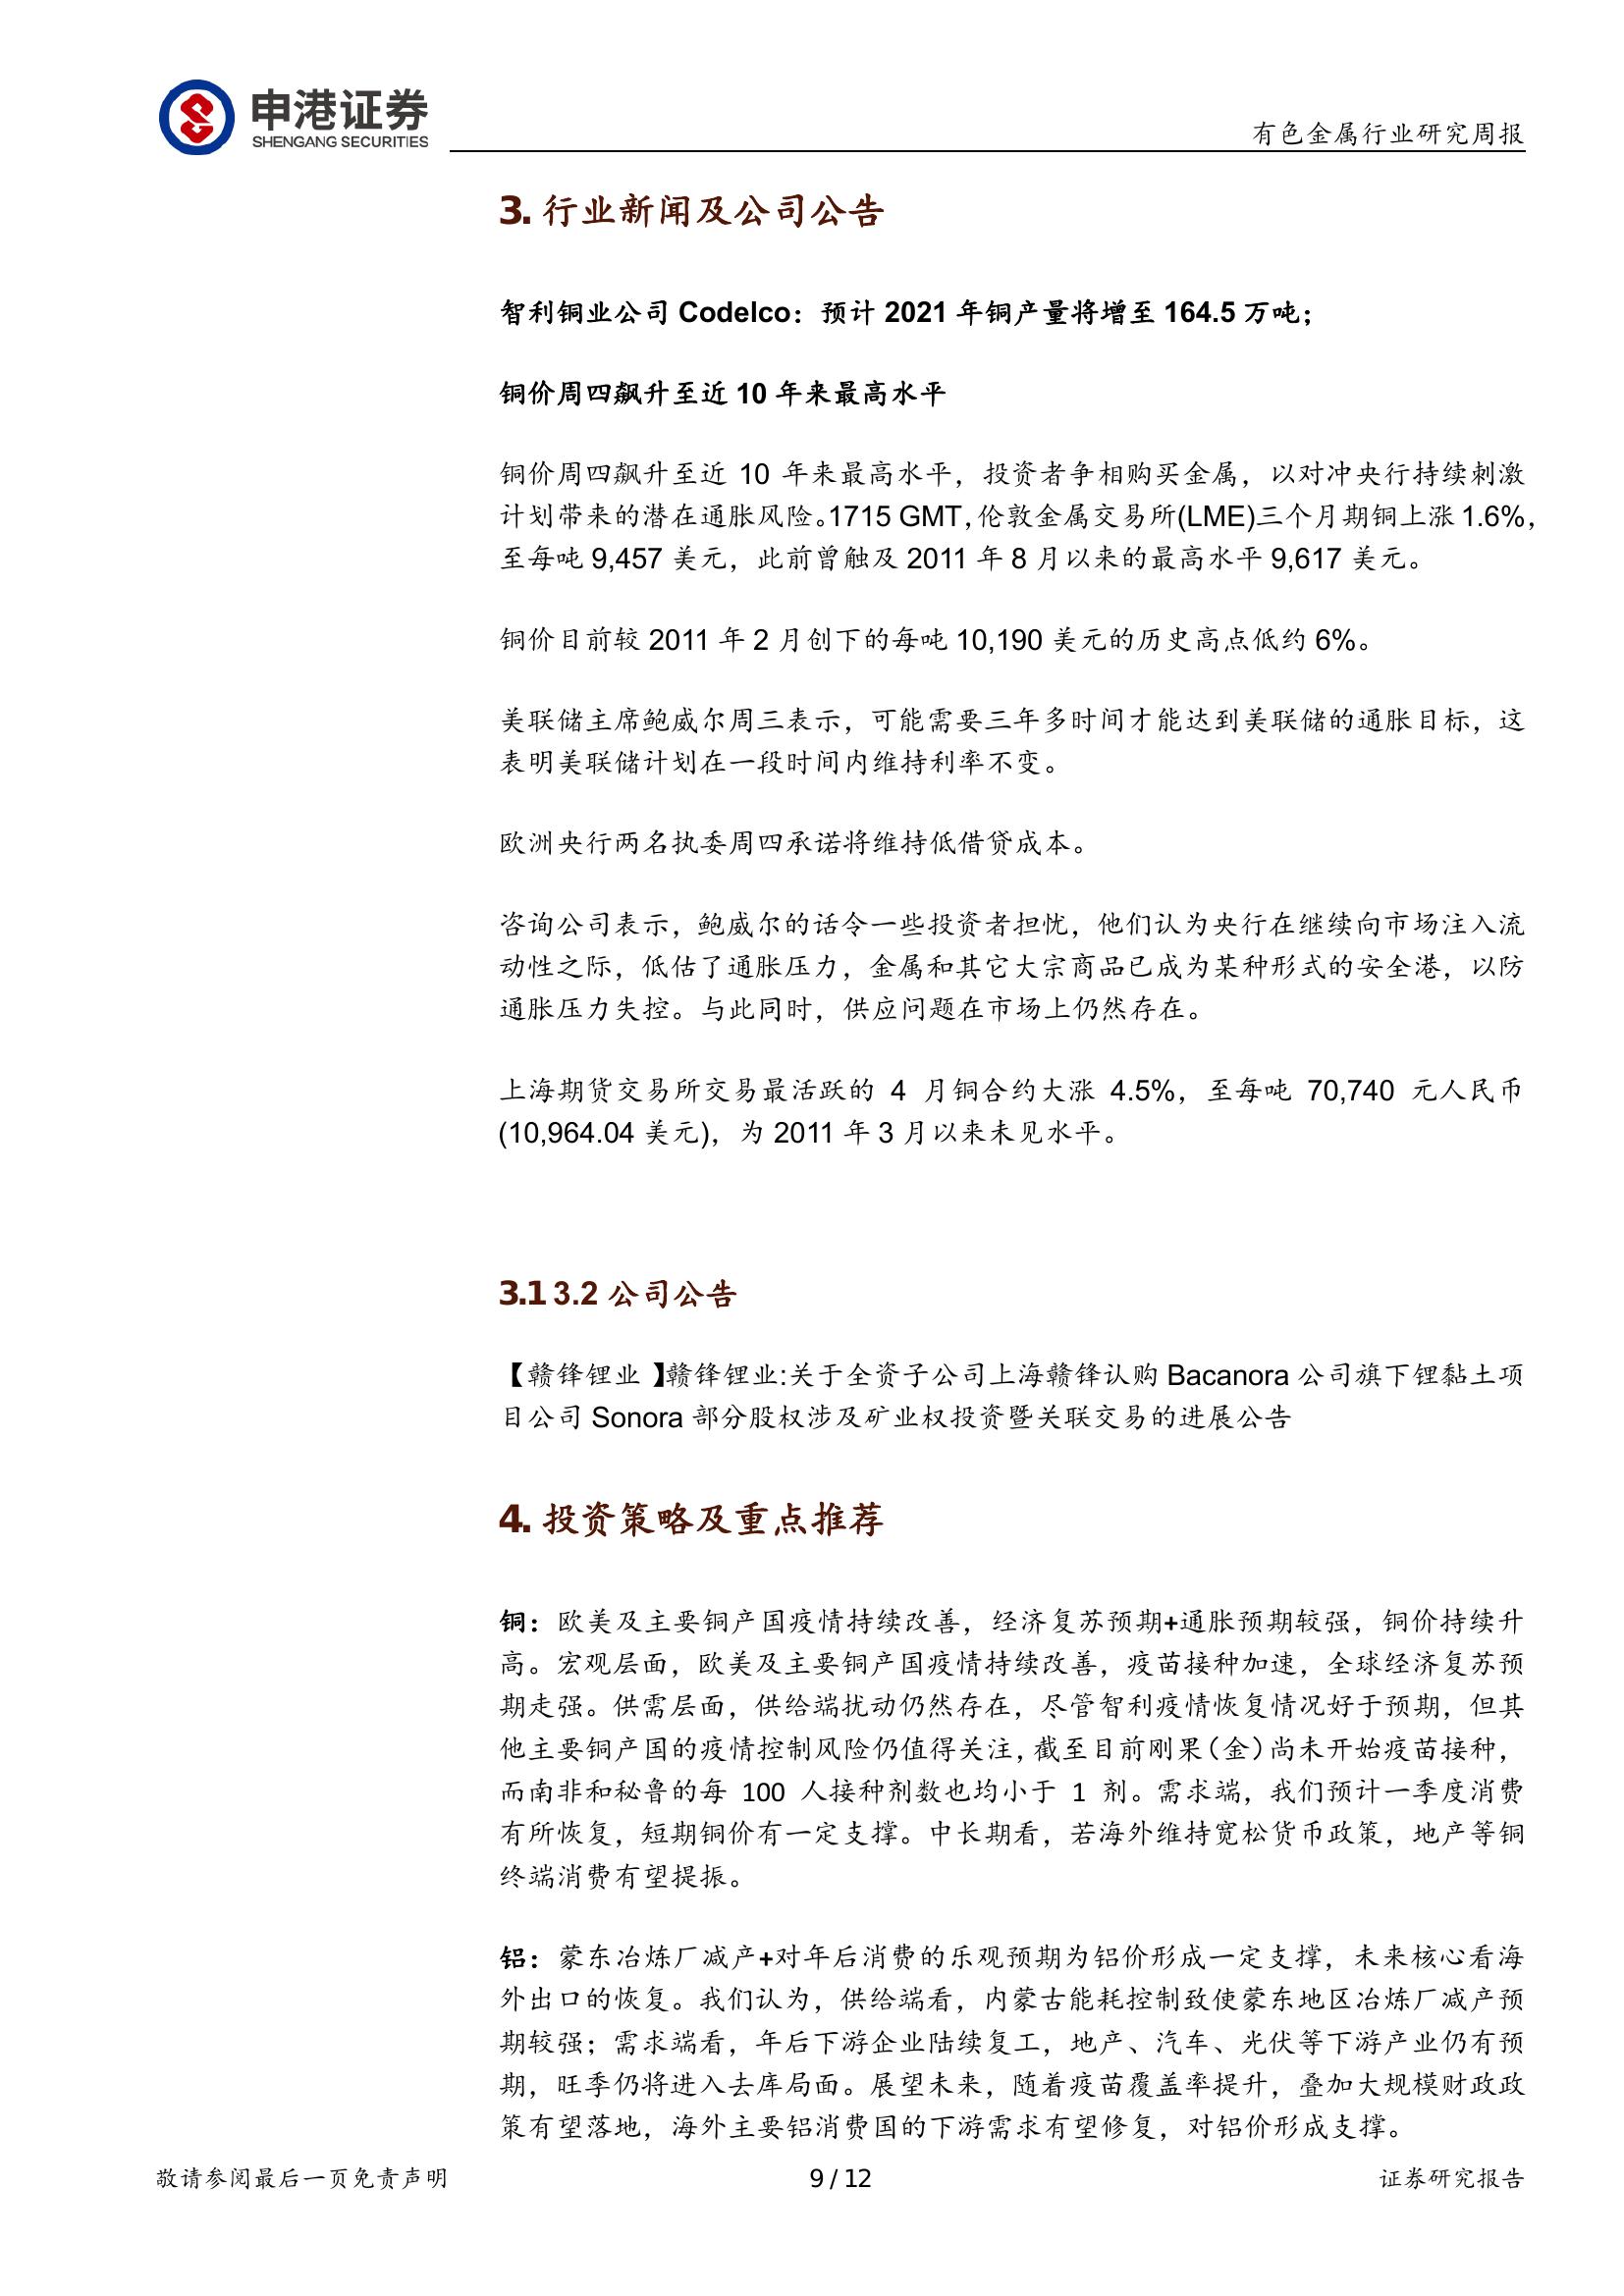 申港证券
SHENGANG SECURITIES
有色金属行业研究周报
3. 行业新闻及公司公告
智利铜业公司 Codelco：预计 2021 年铜产量将增至 164.5 万吨；
铜价周四飙升至近 10 年来最高水平
铜价周四飙升至近 10 年来最高水平，投资者争相购买金属，以对冲央行持续刺激
计划带来的潜在通胀风险。1715 GMT，伦敦金属交易所(LME)三个月期铜上涨 1.6%，
至每吨 9,457 美元，此前曾触及 2011 年 8 月以来的最高水平 9,617 美元。
铜价目前较 2011 年 2 月创下的每吨 10,190 美元的历史高点低约 6%。
美联储主席鲍威尔周三表示，可能需要三年多时间才能达到美联储的通胀目标，这
表明美联储计划在一段时间内维持利率不变。
欧洲央行两名执委周四承诺将维持低借贷成本。
咨询公司表示，鲍威尔的话令一些投资者担忧，他们认为央行在继续向市场注入流
动性之际，低估了通胀压力，金属和其它大宗商品已成为某种形式的安全港，以防
通胀压力失控。与此同时，供应问题在市场上仍然存在。
上海期货交易所交易最活跃的 4 月铜合约大涨 4.5%，至每吨 70,740 元人民币
(10,964.04 美元)，为 2011 年 3 月以来未见水平。
3.1 3.2 公司公告
【赣锋锂业 】赣锋锂业:关于全资子公司上海赣锋认购 Bacanora 公司旗下锂黏土项
目公司 Sonora 部分股权涉及矿业权投资暨关联交易的进展公告
4. 投资策略及重点推荐
铜：欧美及主要铜产国疫情持续改善，经济复苏预期+通胀预期较强，铜价持续升
高。宏观层面，欧美及主要铜产国疫情持续改善，疫苗接种加速，全球经济复苏预
期走强。供需层面，供给端扰动仍然存在，尽管智利疫情恢复情况好于预期，但其
他主要铜产国的疫情控制风险仍值得关注，截至目前刚果（金）尚未开始疫苗接种，
而南非和秘鲁的每 100 人接种剂数也均小于 1 剂。需求端，我们预计一季度消费
有所恢复，短期铜价有一定支撑。中长期看，若海外维持宽松货币政策，地产等铜
终端消费有望提振。
铝：蒙东冶炼厂减产+对年后消费的乐观预期为铝价形成一定支撑，未来核心看海
外出口的恢复。我们认为，供给端看，内蒙古能耗控制致使蒙东地区冶炼厂减产预
期较强；需求端看，年后下游企业陆续复工，地产、汽车、光伏等下游产业仍有预
期，旺季仍将进入去库局面。展望未来，随着疫苗覆盖率提升，叠加大规模财政政
策有望落地，海外主要铝消费国的下游需求有望修复，对铝价形成支撑。
敬请参阅最后一页免责声明
9 / 12
证券研究报告